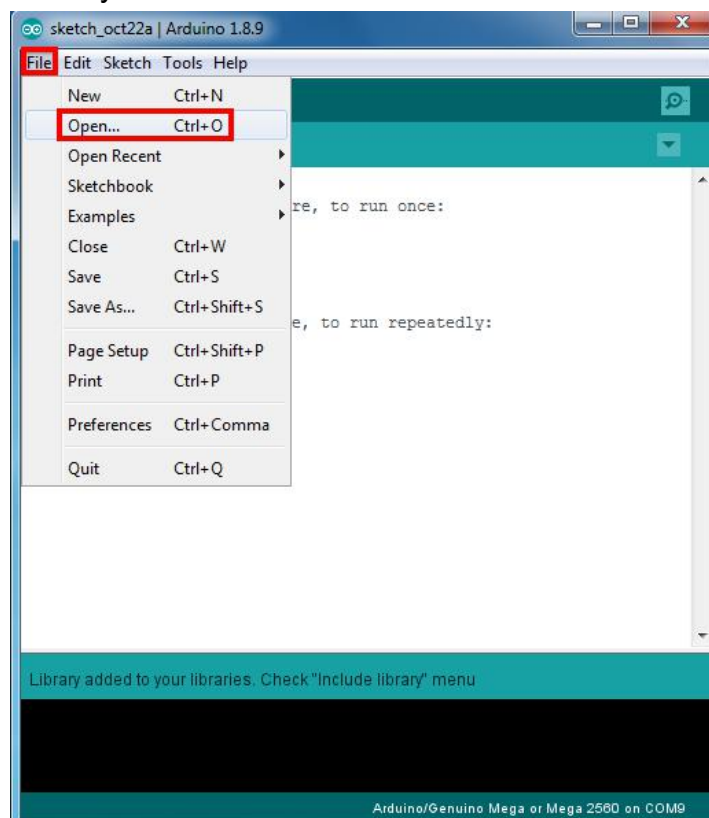 sketch_oct22a | Arduino 1.8.9
File Edit Sketch Tools Help
New Ctrl+N
Open... Ctrl+O
Open Recent
Sketchbook
Examples
re, to run once:
Close Ctrl+W
Save Ctrl+S
Save As... Ctrl+Shift+S
e, to run repeatedly:
Page Setup Ctrl+Shift+P
Print Ctrl+P
Preferences Ctrl+Comma
Quit Ctrl+Q
Library added to your libraries. Check "Include library" menu
Arduino/Genuino Mega or Mega 2560 on COM9